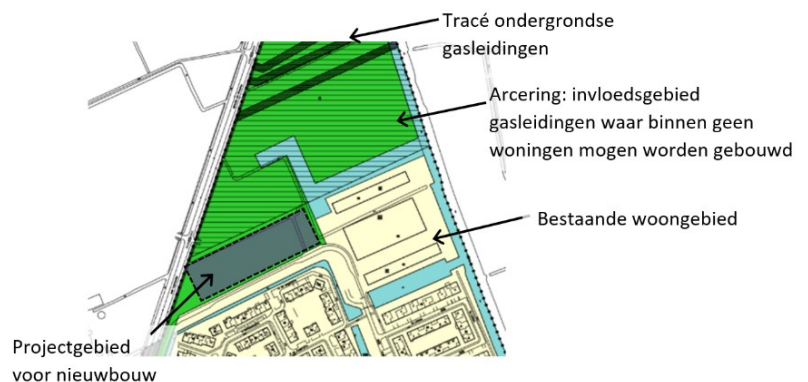 Tracé ondergrondse
gasleidingen
Arcering: invloedsgebied
gasleidingen waar binnen geen
woningen mogen worden gebouwd
Bestaande woongebied
Projectgebied
voor nieuwbouw